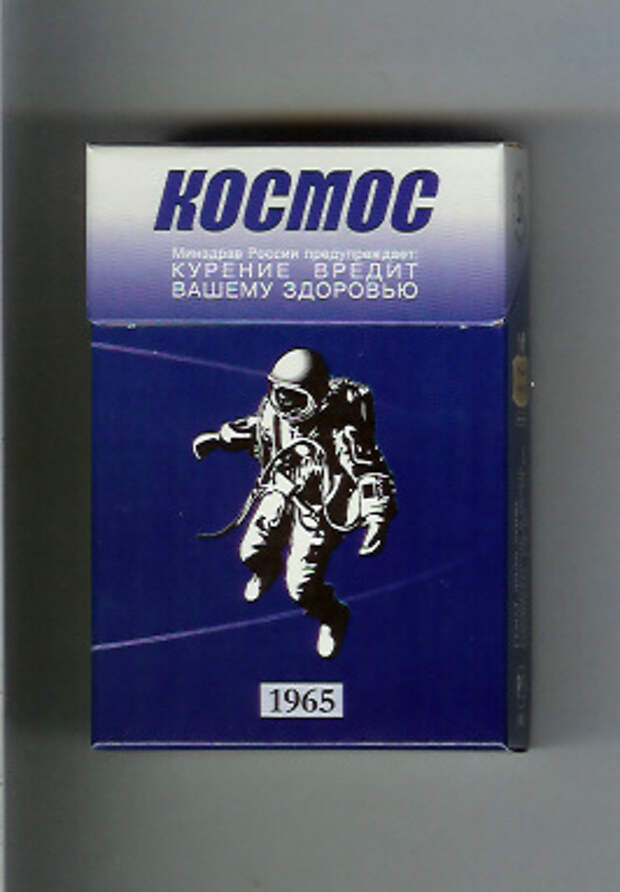 КОСМОС
Минздрав России предупреждает:
КУРЕНИЕ ВРЕДИТ
ВАШЕМУ ЗДОРОВЬЮ
1965